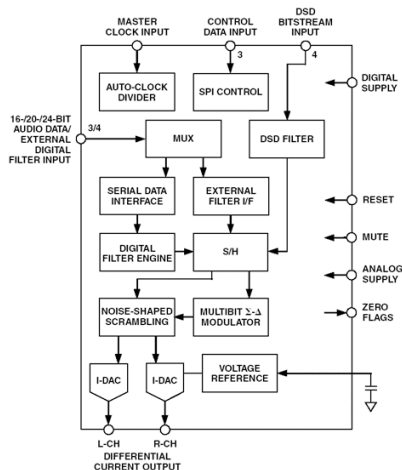 MASTER
CLOCK INPUT
CONTROL
DATA INPUT
DSD
BITSTREAM
INPUT
3
4
AUTO-CLOCK
DIVIDER
SPI CONTROL
DIGITAL
SUPPLY
16-/20-/24-BIT
AUDIO DATA/
EXTERNAL
DIGITAL
FILTER INPUT
3/4
MUX
DSD FILTER
SERIAL DATA
INTERFACE
EXTERNAL
FILTER I/F
RESET
DIGITAL
FILTER ENGINE
S/H
MUTE
ANALOG
SUPPLY
NOISE-SHAPED
SCRAMBLING
MULTIBIT Σ-Δ
MODULATOR
ZERO
FLAGS
I-DAC
I-DAC
VOLTAGE
REFERENCE
L-CH
R-CH
DIFFERENTIAL
CURRENT OUTPUT